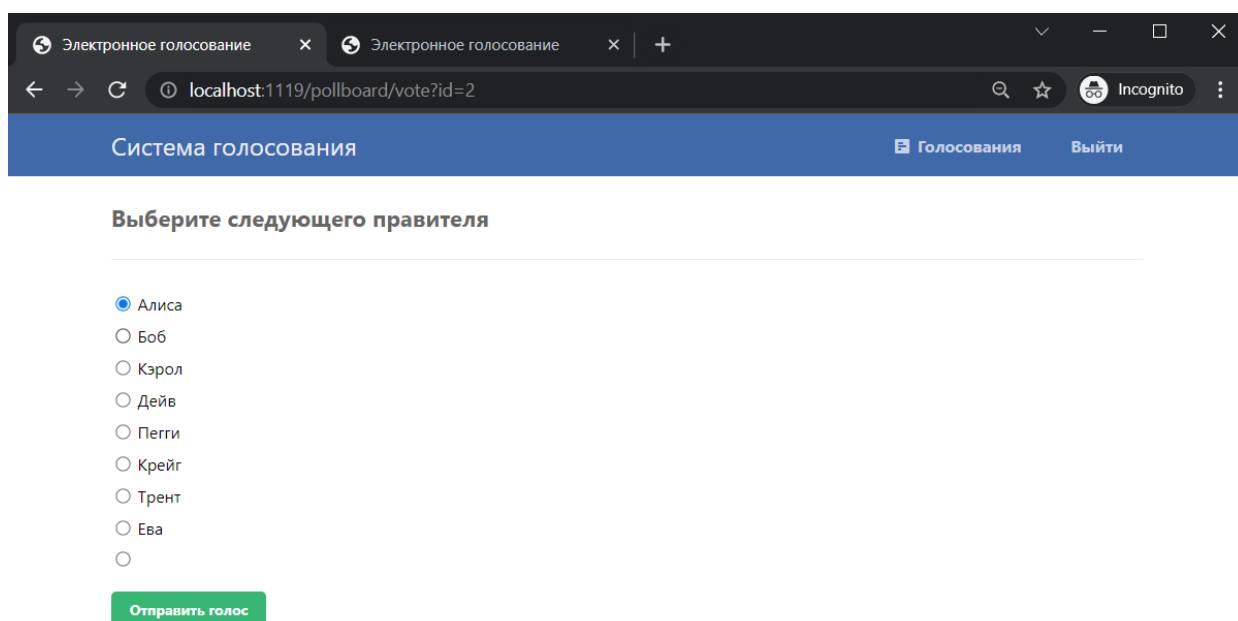 Электронное голосование
Электронное голосование
localhost:1119/pollboard/vote?id=2
Incognito
Система голосования
Голосования
Выйти
Выберите следующего правителя
Алиса
Боб
Кэрол
Дейв
Пегги
Крейг
Трент
Ева
Отправить голос